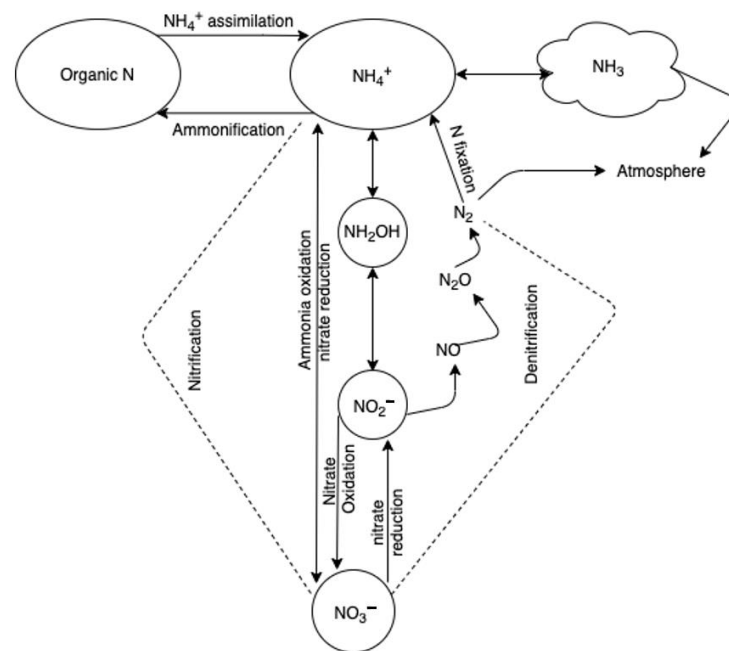 NH₄⁺ assimilation
Organic N
NH₄⁺
NH₃
Ammonification
N fixation
Atmosphere
N₂
NH₂OH
N₂O
Ammonia oxidation
nitrate reduction
Nitrification
Denitrification
NO
NO₂⁻
Nitrate
Oxidation
nitrate
reduction
NO₃⁻